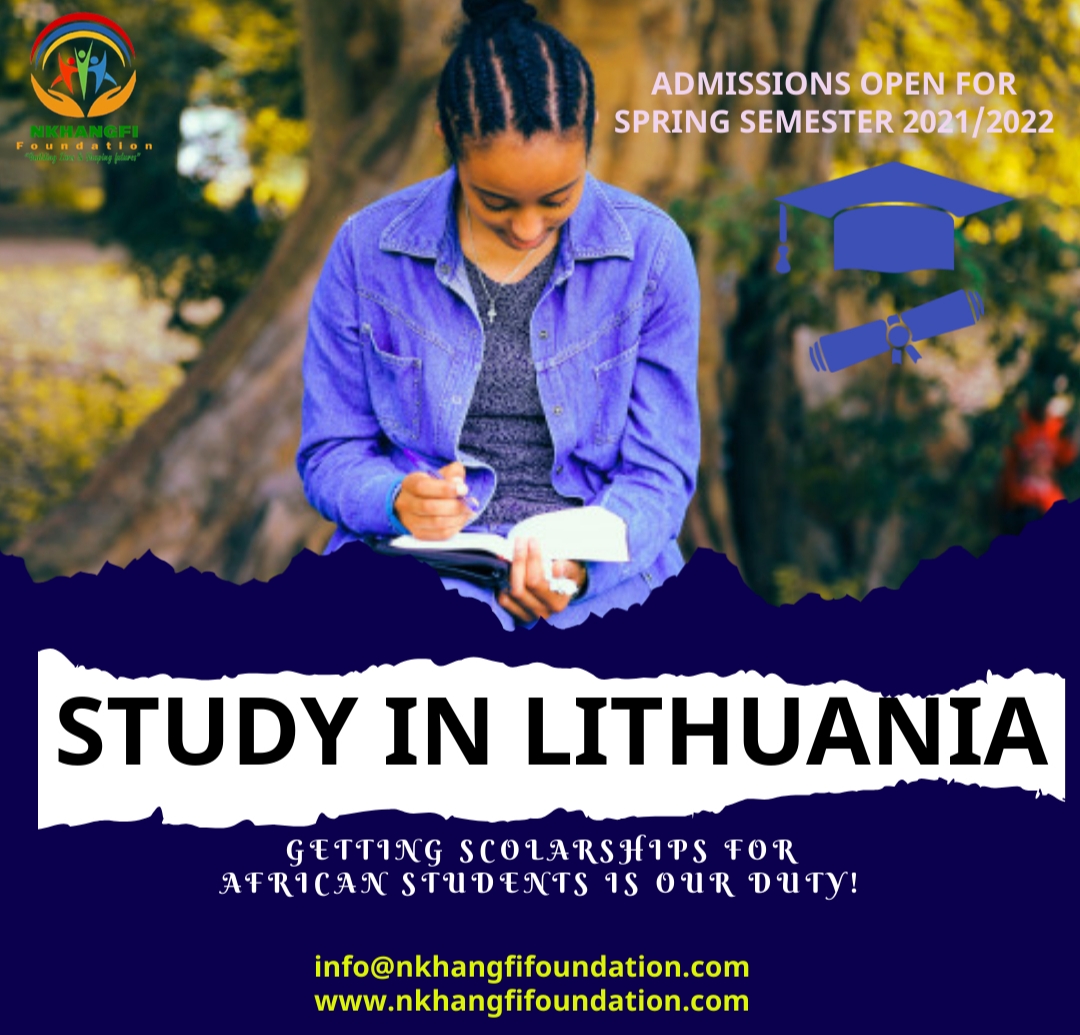 NKHANGFI
Foundation
ADMISSIONS OPEN FOR
SPRING SEMESTER 2021/2022
STUDY IN LITHUANIA
GETTING SCOLARSHIPS FOR
AFRICAN STUDENTS IS OUR DUTY!
info@nkhangfifoundation.com
www.nkhangfifoundation.com